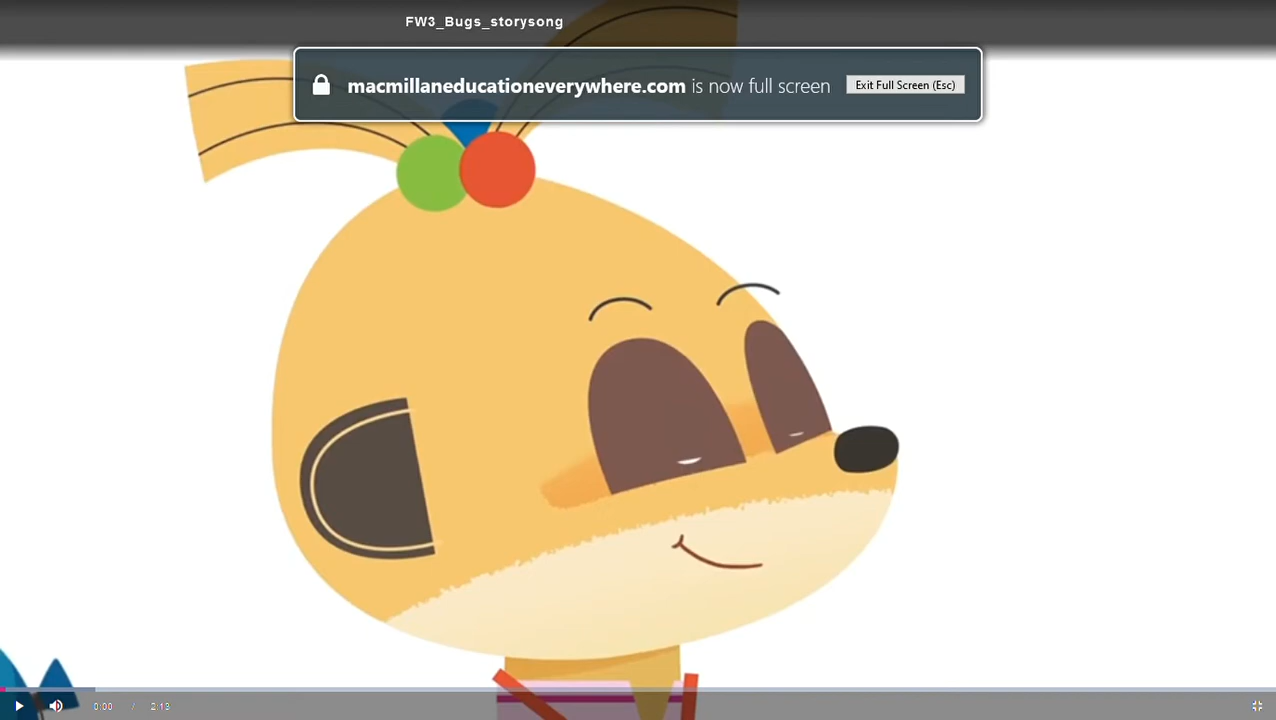 FW3_Bugs_storysong
macmillaneducationeverywhere.com is now full screen Exit Full Screen (Esc)
0:00 / 2:13